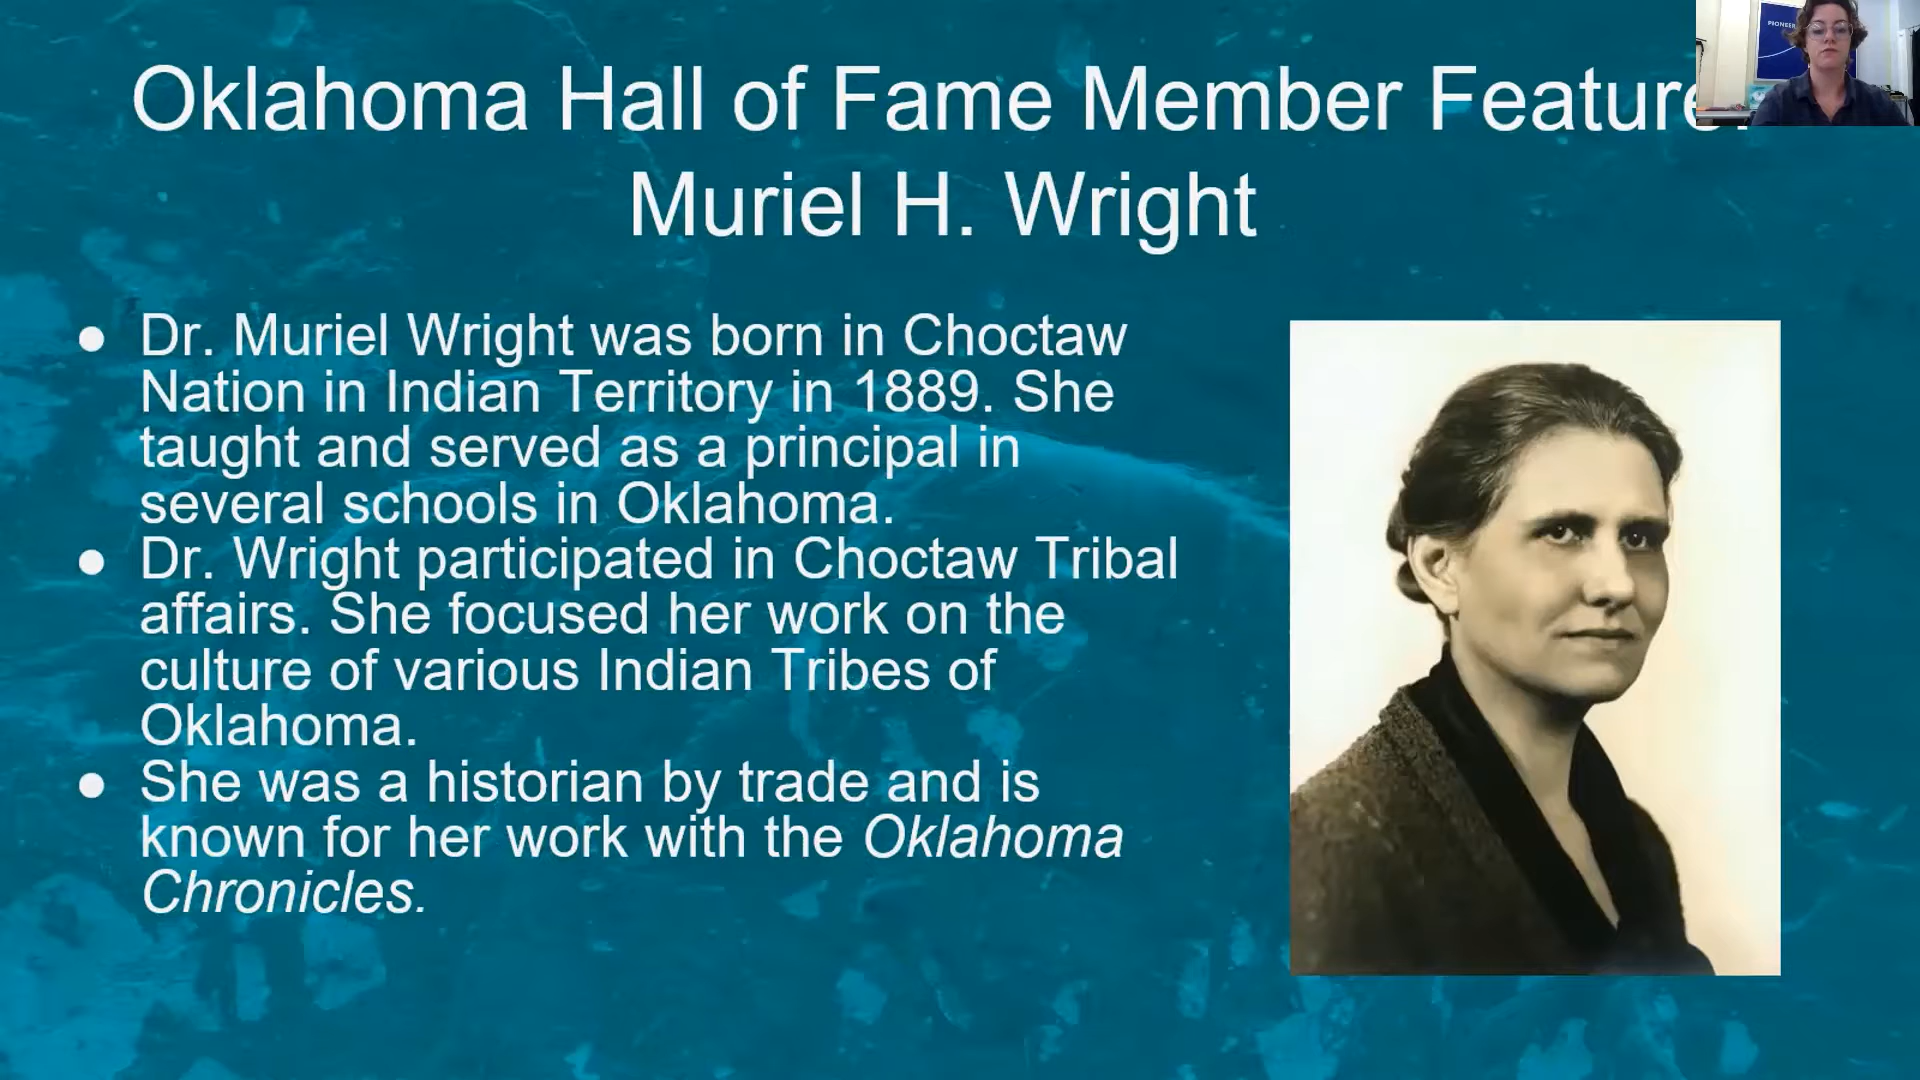 Oklahoma Hall of Fame Member Feature:
Muriel H. Wright
● Dr. Muriel Wright was born in Choctaw
Nation in Indian Territory in 1889. She
taught and served as a principal in
several schools in Oklahoma.
● Dr. Wright participated in Choctaw Tribal
affairs. She focused her work on the
culture of various Indian Tribes of
Oklahoma.
● She was a historian by trade and is
known for her work with the Oklahoma
Chronicles.